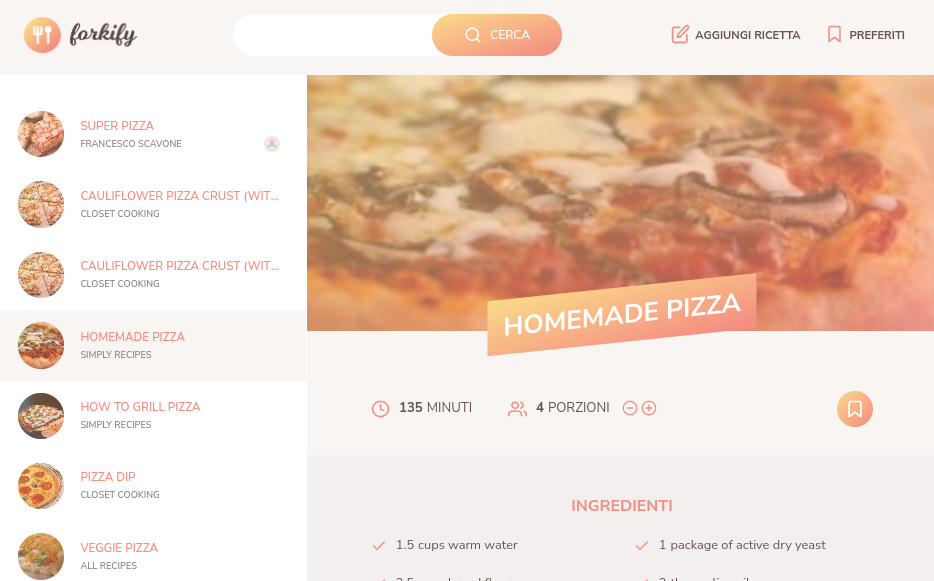 forkify
CERCA
AGGIUNGI RICETTA
PREFERITI
SUPER PIZZA
FRANCESCO SCAVONE
CAULIFLOWER PIZZA CRUST (WIT...
CLOSET COOKING
CAULIFLOWER PIZZA CRUST (WIT...
CLOSET COOKING
HOMEMADE PIZZA
SIMPLY RECIPES
HOW TO GRILL PIZZA
SIMPLY RECIPES
PIZZA DIP
CLOSET COOKING
VEGGIE PIZZA
ALL RECIPES
HOMEMADE PIZZA
135 MINUTI
4 PORZIONI
INGREDIENTI
1.5 cups warm water
1 package of active dry yeast